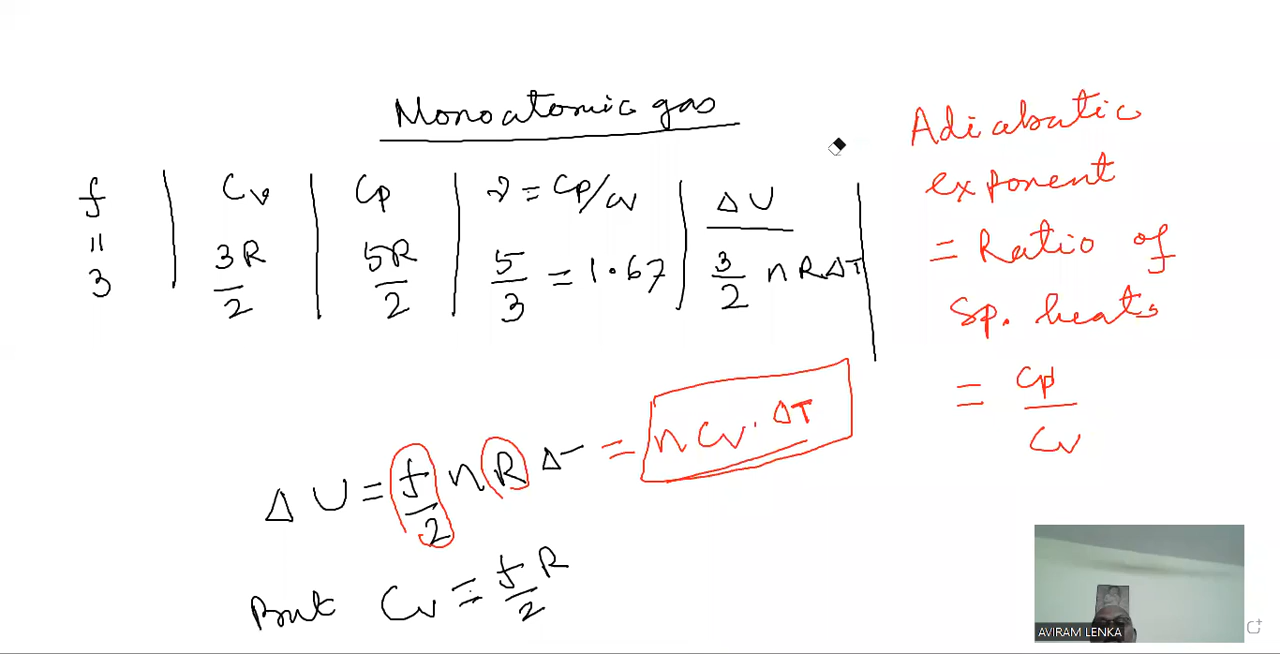 Monoatomic gas
f | Cv | Cp | γ = Cp/Cv | ΔU |
=
3 | 3R/2 | 5R/2 | 5/3 = 1.67 | 3/2 nRΔT |
ΔU = f/2 n R Δ = nCv·ΔT
But Cv = f/2 R
Adiabatic
exponent
= Ratio of
Sp. heats
= Cp/Cv
AVIRAM LENKA